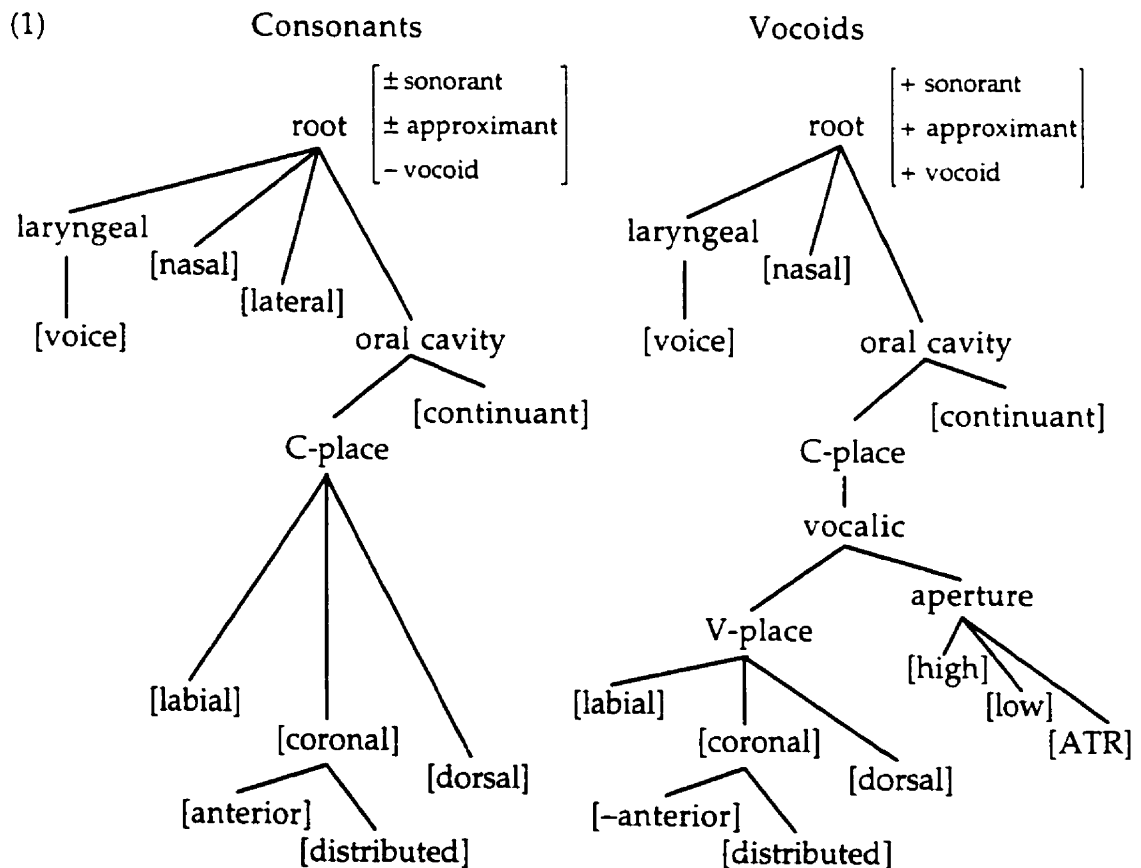 (1) Consonants Vocoids
± sonorant + sonorant
root ± approximant root + approximant
− vocoid + vocoid
laryngeal laryngeal
[nasal] [nasal]
[lateral]
[voice] oral cavity [voice] oral cavity
[continuant] [continuant]
C-place C-place
vocalic
aperture
V-place
[high]
[labial] [labial] [low]
[coronal] [coronal] [ATR]
[dorsal] [dorsal]
[anterior] [−anterior]
[distributed] [distributed]